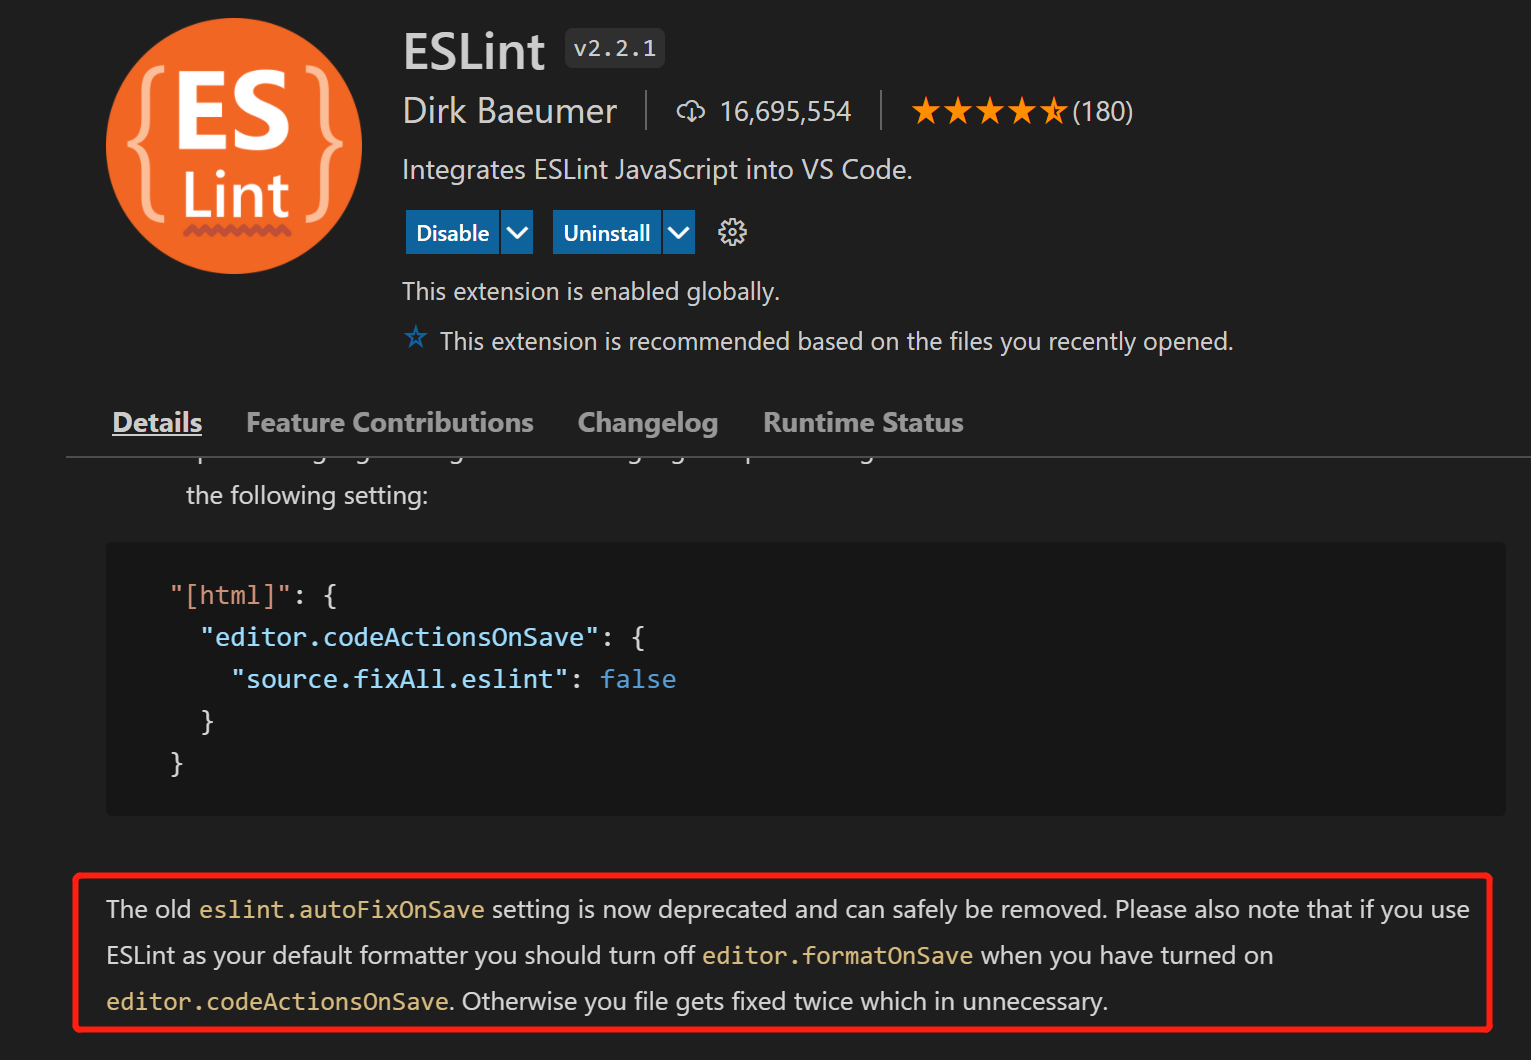 {ES}
Lint
ESLint v2.2.1
Dirk Baeumer 16,695,554 (180)
Integrates ESLint JavaScript into VS Code.
Disable Uninstall
This extension is enabled globally.
This extension is recommended based on the files you recently opened.
Details Feature Contributions Changelog Runtime Status
the following setting:
"[html]": {
"editor.codeActionsOnSave": {
"source.fixAll.eslint": false
}
}
The old eslint.autoFixOnSave setting is now deprecated and can safely be removed. Please also note that if you use
ESLint as your default formatter you should turn off editor.formatOnSave when you have turned on
editor.codeActionsOnSave. Otherwise you file gets fixed twice which in unnecessary.